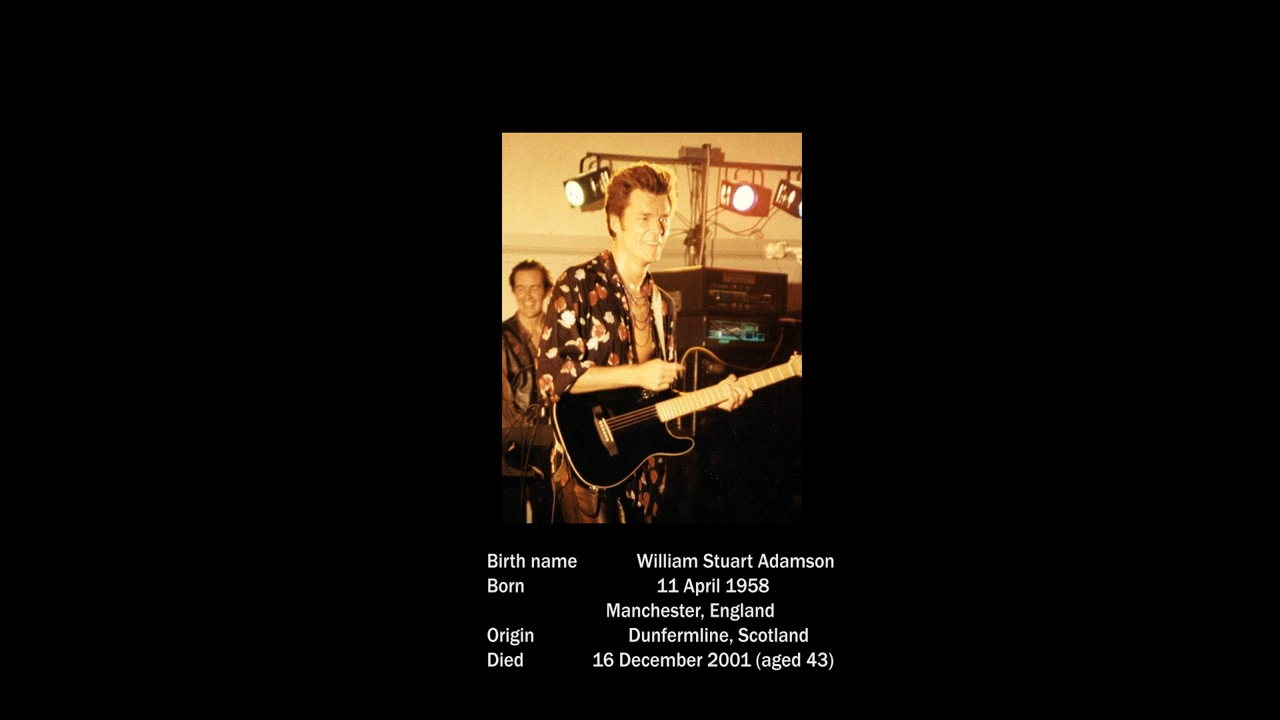 Birth name William Stuart Adamson
Born 11 April 1958
Manchester, England
Origin Dunfermline, Scotland
Died 16 December 2001 (aged 43)